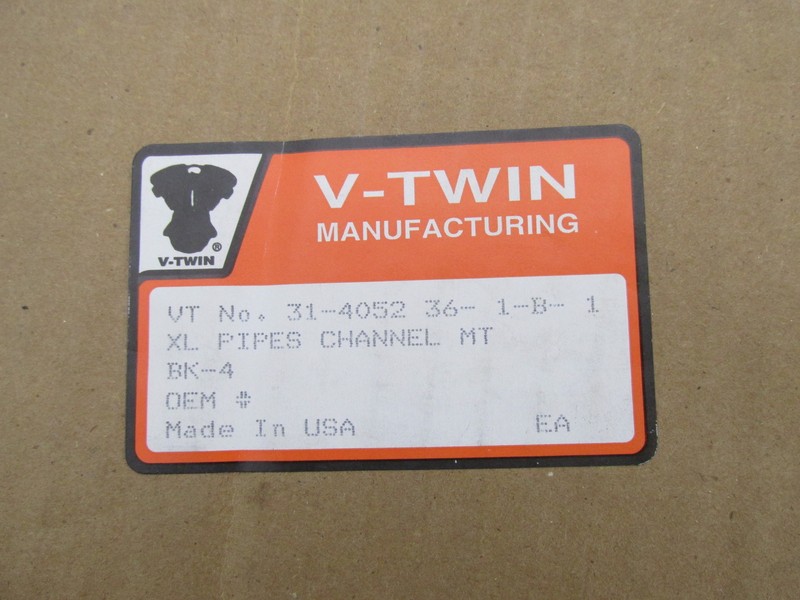 V-TWIN
MANUFACTURING
®
V-TWIN
VT No. 31-4052 36- 1-B- 1
XL PIPES CHANNEL MT
BK-4
OEM #
Made In USA EA